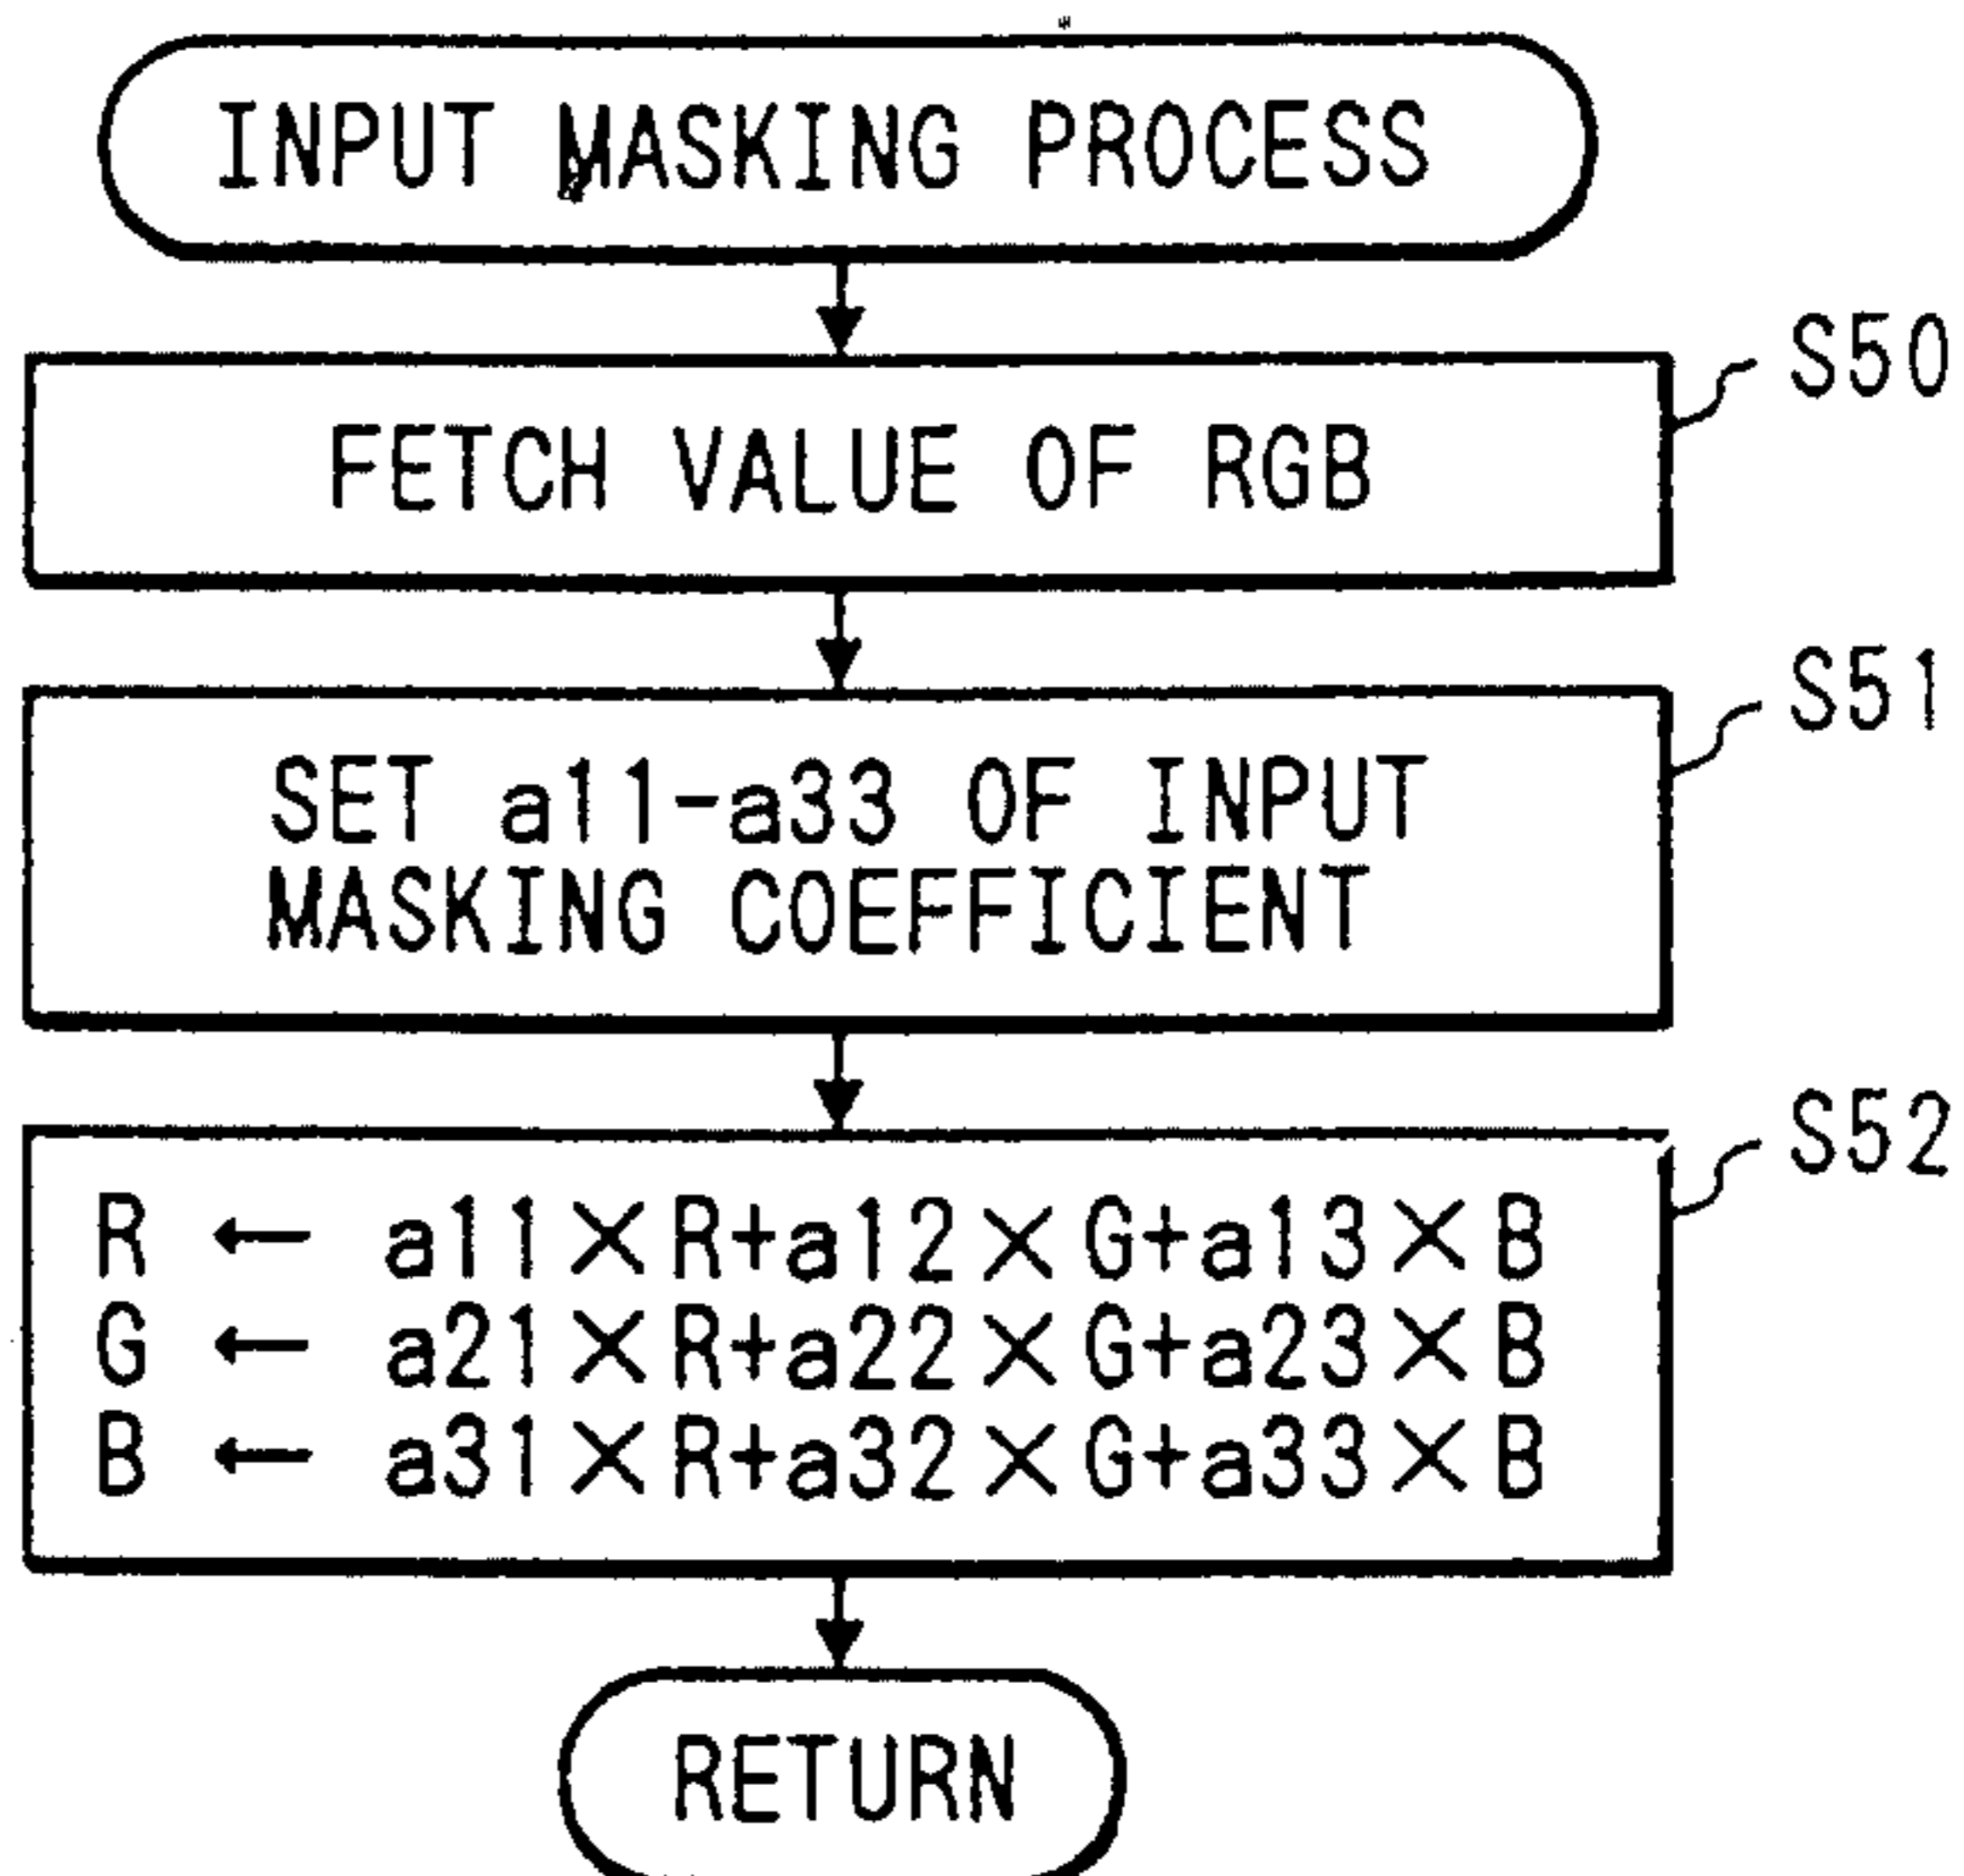 INPUT MASKING PROCESS
S50
FETCH VALUE OF RGB
S51
SET a11-a33 OF INPUT
MASKING COEFFICIENT
S52
R ← a11×R+a12×G+a13×B
G ← a21×R+a22×G+a23×B
B ← a31×R+a32×G+a33×B
RETURN